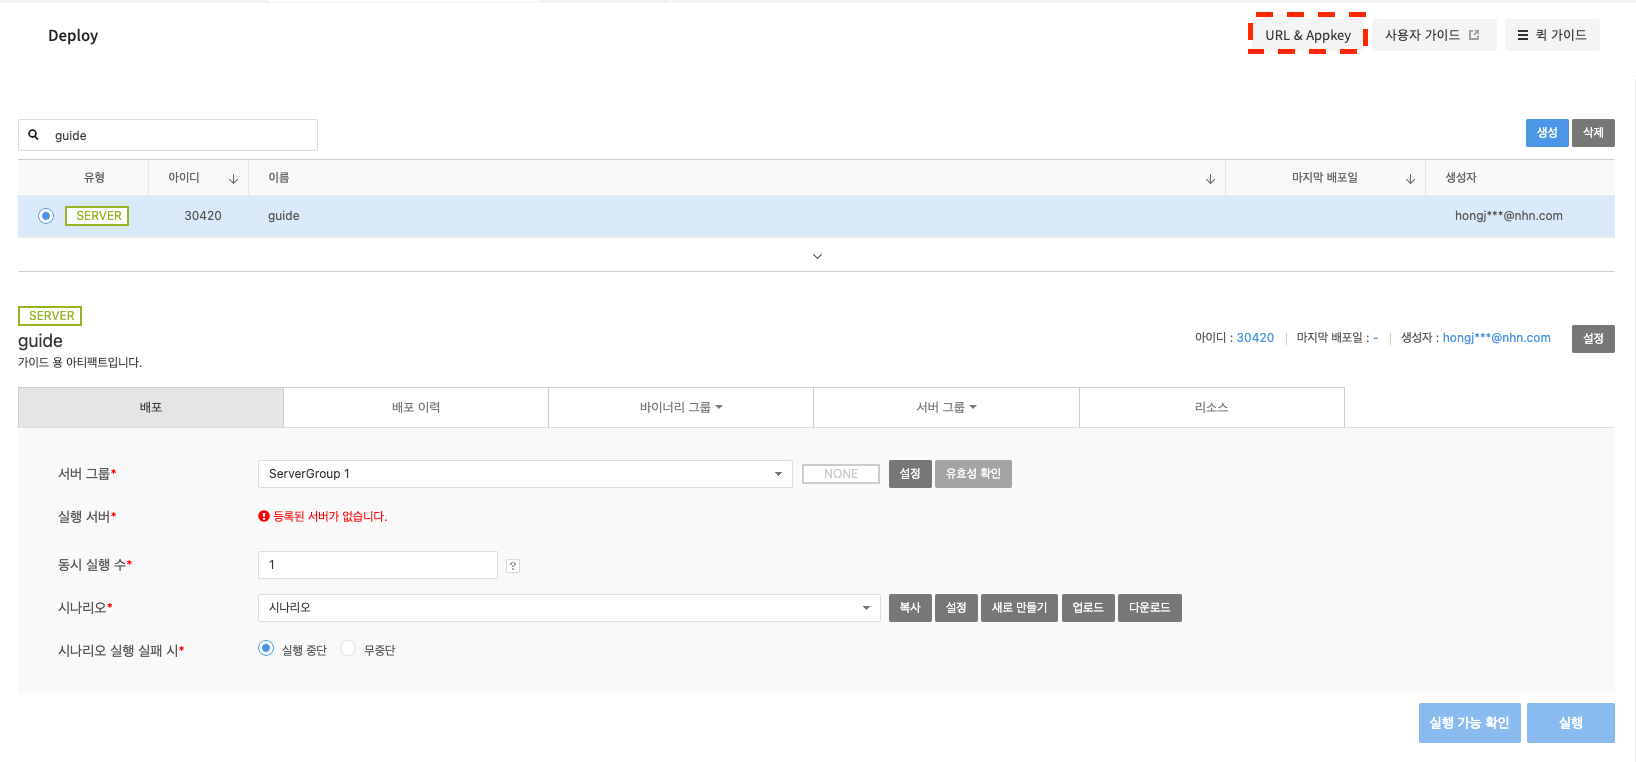 Deploy
URL & Appkey
사용자 가이드
퀵 가이드
guide
생성
삭제
유형
아이디
이름
마지막 배포일
생성자
SERVER
30420
guide
hongj***@nhn.com
SERVER
guide
아이디 : 30420
마지막 배포일 : -
생성자 : hongj***@nhn.com
설정
가이드 용 아티팩트입니다.
배포
배포 이력
바이너리 그룹
서버 그룹
리소스
서버 그룹*
ServerGroup 1
NONE
설정
유효성 확인
실행 서버*
등록된 서버가 없습니다.
동시 실행 수*
1
?
시나리오*
시나리오
복사
설정
새로 만들기
업로드
다운로드
시나리오 실행 실패 시*
실행 중단
무중단
실행 가능 확인
실행